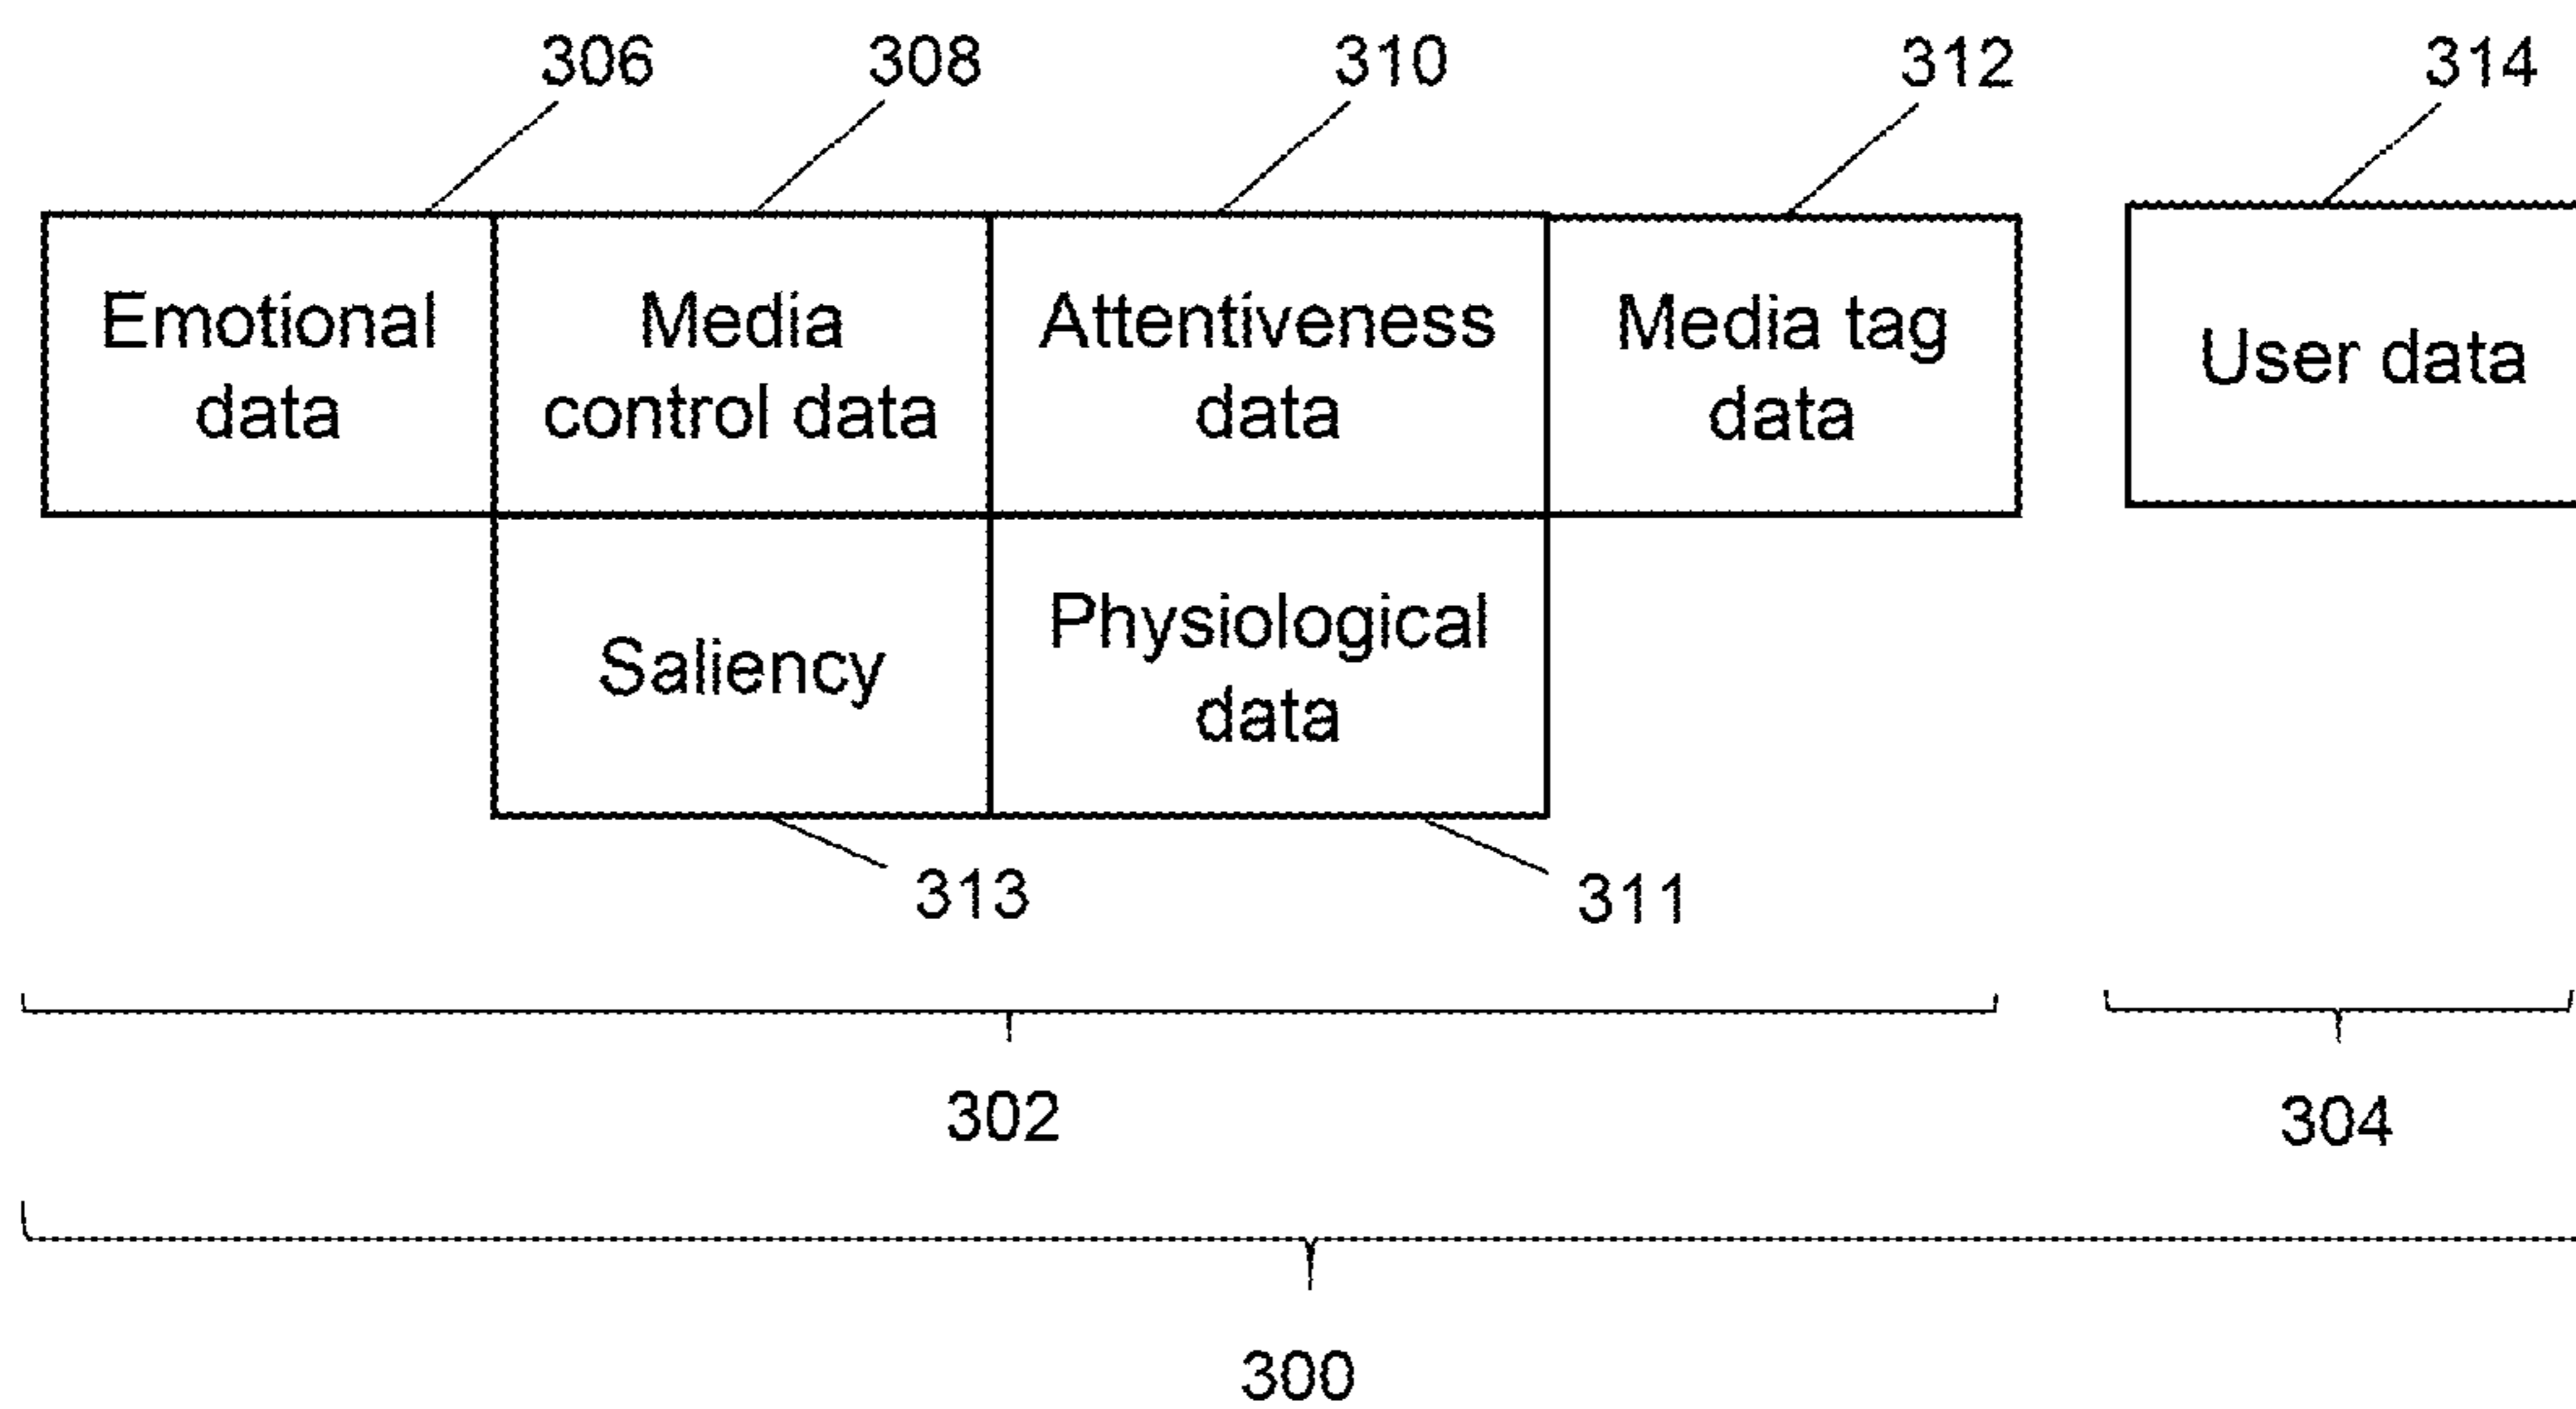 306 308 310 312 314
Emotional data
Media control data
Attentiveness data
Media tag data
User data
Saliency
Physiological data
313 311
302 304
300